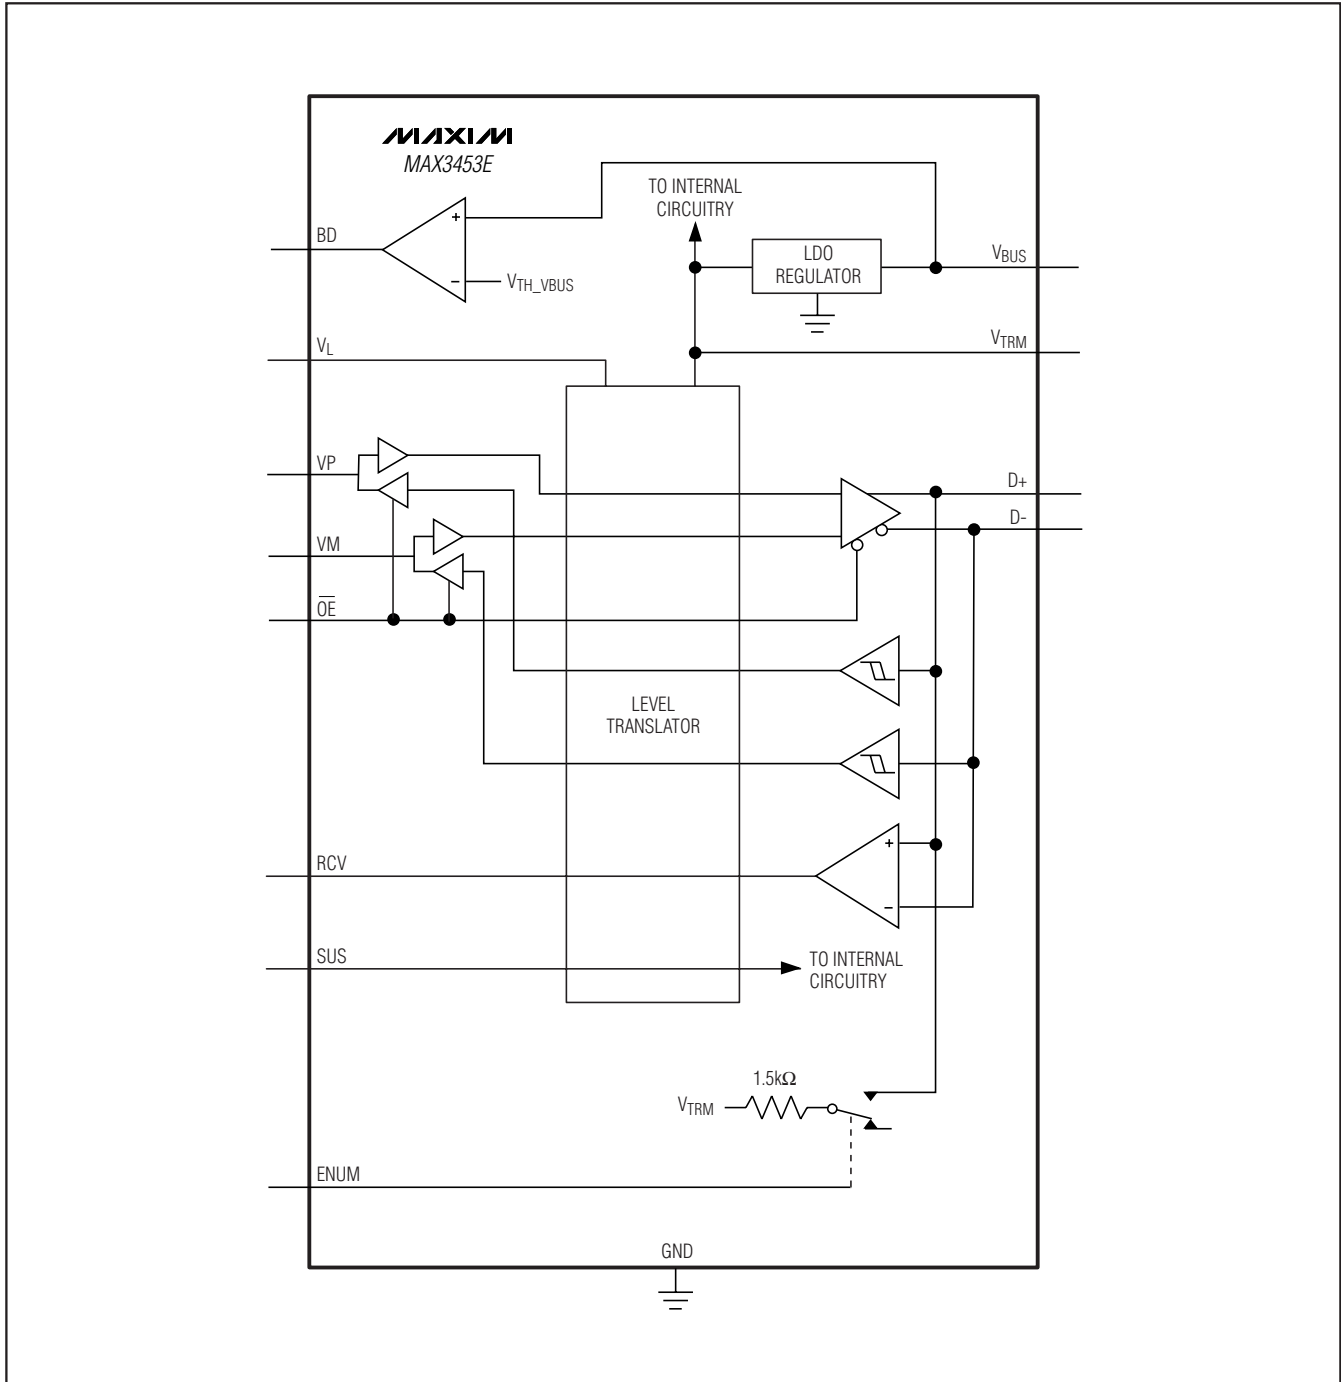 MAXIM
MAX3453E
TO INTERNAL
CIRCUITRY
BD
+
−
VTH_VBUS
LDO
REGULATOR
VBUS
VTRM
VL
VP
VM
OE
D+
D-
LEVEL
TRANSLATOR
RCV
+
−
SUS
TO INTERNAL
CIRCUITRY
1.5kΩ
VTRM
ENUM
GND